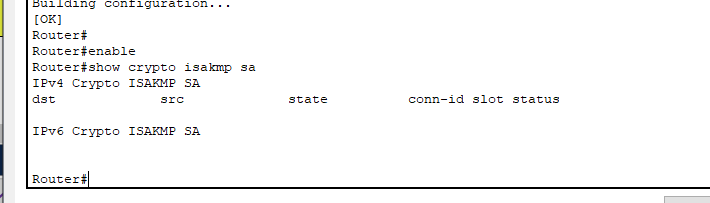 Building configuration...
[OK]
Router#
Router#enable
Router#show crypto isakmp sa
IPv4 Crypto ISAKMP SA
dst src state conn-id slot status
IPv6 Crypto ISAKMP SA
Router#